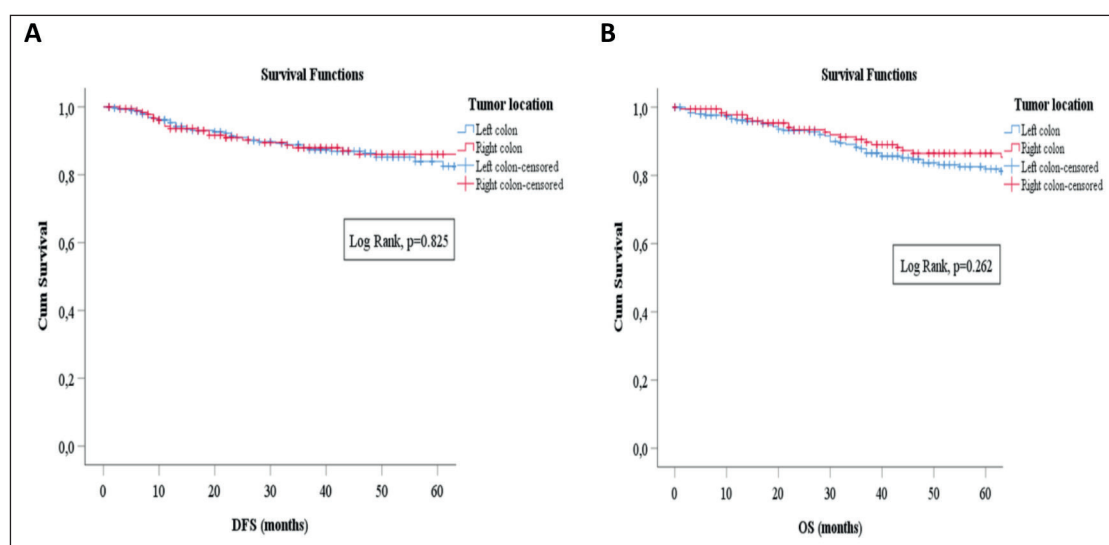 A
Survival Functions
1,0
0,8
0,6
0,4
0,2
0,0
Cum Survival
0 10 20 30 40 50 60
DFS (months)
Tumor location
Left colon
Right colon
Left colon-censored
Right colon-censored
Log Rank, p=0.825
B
Survival Functions
1,0
0,8
0,6
0,4
0,2
0,0
Cum Survival
0 10 20 30 40 50 60
OS (months)
Tumor location
Left colon
Right colon
Left colon-censored
Right colon-censored
Log Rank, p=0.262